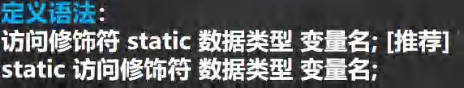 定义语法：
访问修饰符 static 数据类型 变量名; [推荐]
static 访问修饰符 数据类型 变量名;